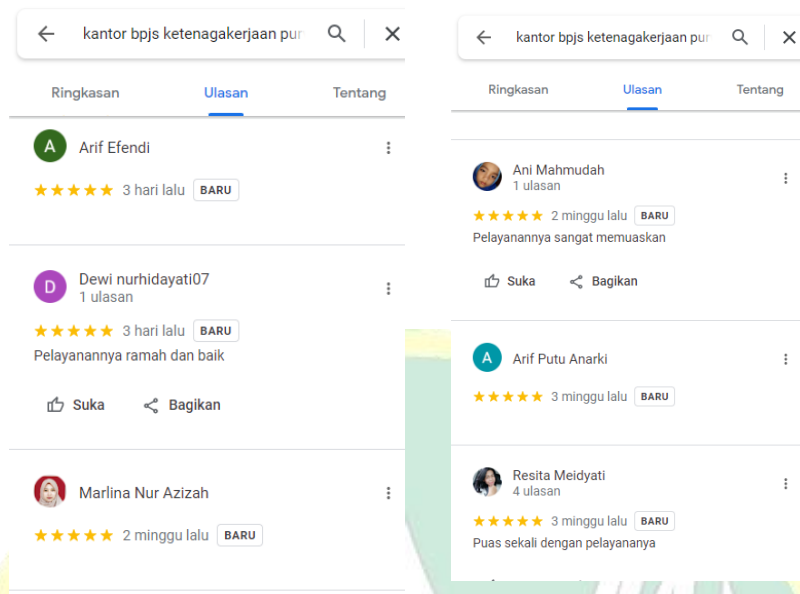 kantor bpjs ketenagakerjaan pur
Ringkasan Ulasan Tentang
A Arif Efendi
3 hari lalu BARU
D Dewi nurhidayati07
1 ulasan
3 hari lalu BARU
Pelayanannya ramah dan baik
Suka Bagikan
Marlina Nur Azizah
2 minggu lalu BARU
kantor bpjs ketenagakerjaan pur
Ringkasan Ulasan Tentang
Ani Mahmudah
1 ulasan
2 minggu lalu BARU
Pelayanannya sangat memuaskan
Suka Bagikan
A Arif Putu Anarki
3 minggu lalu BARU
Resita Meidyati
4 ulasan
3 minggu lalu BARU
Puas sekali dengan pelayananya